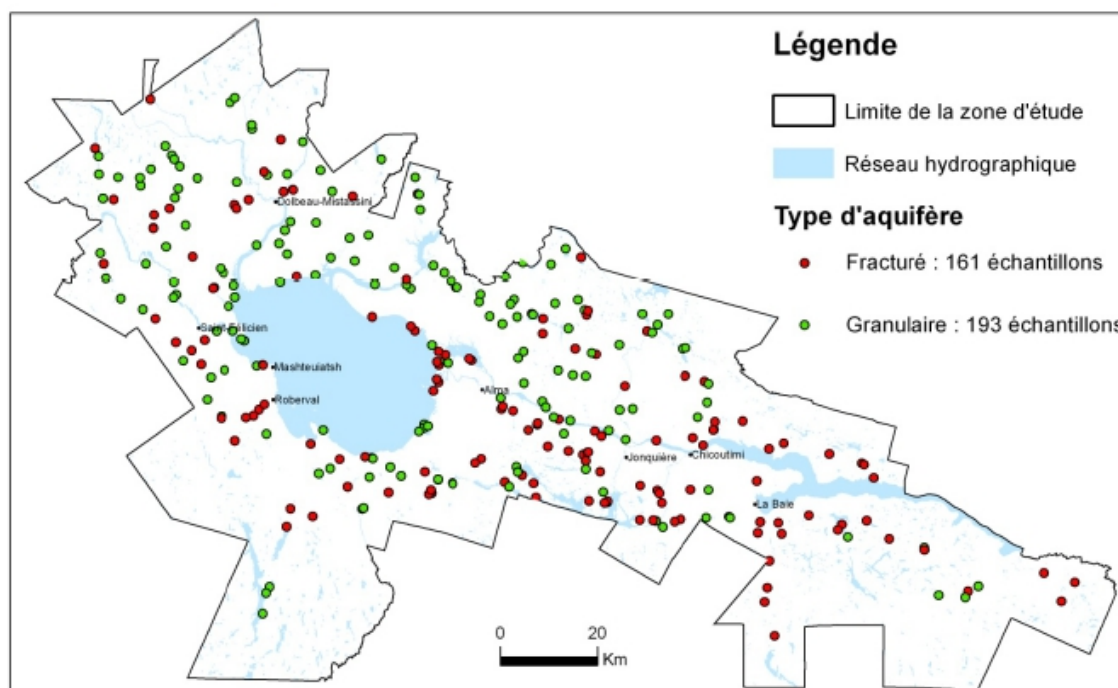 Légende
Limite de la zone d'étude
Réseau hydrographique
Type d'aquifère
Fracturé : 161 échantillons
Granulaire : 193 échantillons
Dolbeau-Mistassini
Saint-Félicien
Mashteuiatsh
Roberval
Alma
Jonquière
Chicoutimi
La Baie
0 20
Km